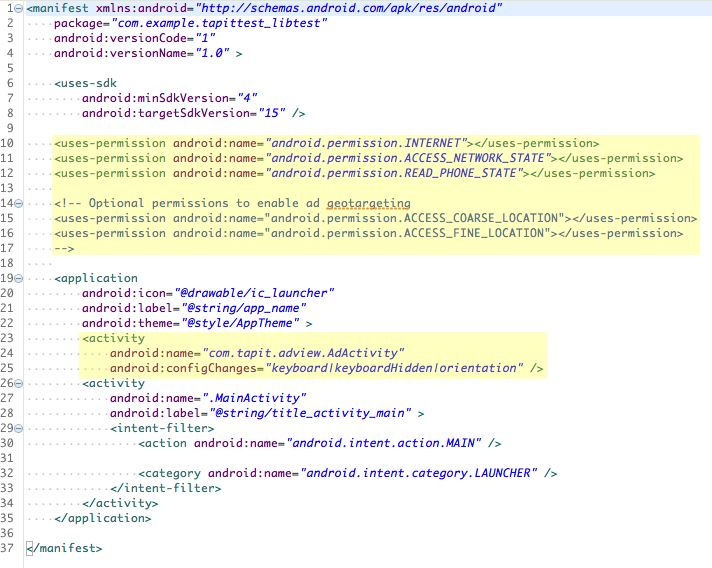 1 <manifest xmlns:android="http://schemas.android.com/apk/res/android"
2     package="com.example.tapittest_libtest"
3     android:versionCode="1"
4     android:versionName="1.0" >
5
6     <uses-sdk
7         android:minSdkVersion="4"
8         android:targetSdkVersion="15" />
9
10     <uses-permission android:name="android.permission.INTERNET"></uses-permission>
11     <uses-permission android:name="android.permission.ACCESS_NETWORK_STATE"></uses-permission>
12     <uses-permission android:name="android.permission.READ_PHONE_STATE"></uses-permission>
13
14     <!-- Optional permissions to enable ad geotargeting
15     <uses-permission android:name="android.permission.ACCESS_COARSE_LOCATION"></uses-permission>
16     <uses-permission android:name="android.permission.ACCESS_FINE_LOCATION"></uses-permission>
17     -->
18
19     <application
20         android:icon="@drawable/ic_launcher"
21         android:label="@string/app_name"
22         android:theme="@style/AppTheme" >
23         <activity
24             android:name="com.tapit.adview.AdActivity"
25             android:configChanges="keyboard|keyboardHidden|orientation" />
26         <activity
27             android:name=".MainActivity"
28             android:label="@string/title_activity_main" >
29             <intent-filter>
30                 <action android:name="android.intent.action.MAIN" />
31
32                 <category android:name="android.intent.category.LAUNCHER" />
33             </intent-filter>
34         </activity>
35     </application>
36
37 </manifest>